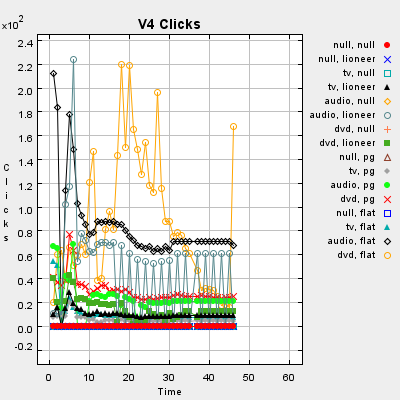 V4 Clicks
x10²
2.4
2.2
2.0
1.8
1.6
1.4
1.2
1.0
0.8
0.6
0.4
0.2
-0.0
-0.2
Clicks
0 10 20 30 40 50 60
Time
null, null
null, lioneer
tv, null
tv, lioneer
audio, null
audio, lioneer
dvd, null
dvd, lioneer
null, pg
tv, pg
audio, pg
dvd, pg
null, flat
tv, flat
audio, flat
dvd, flat